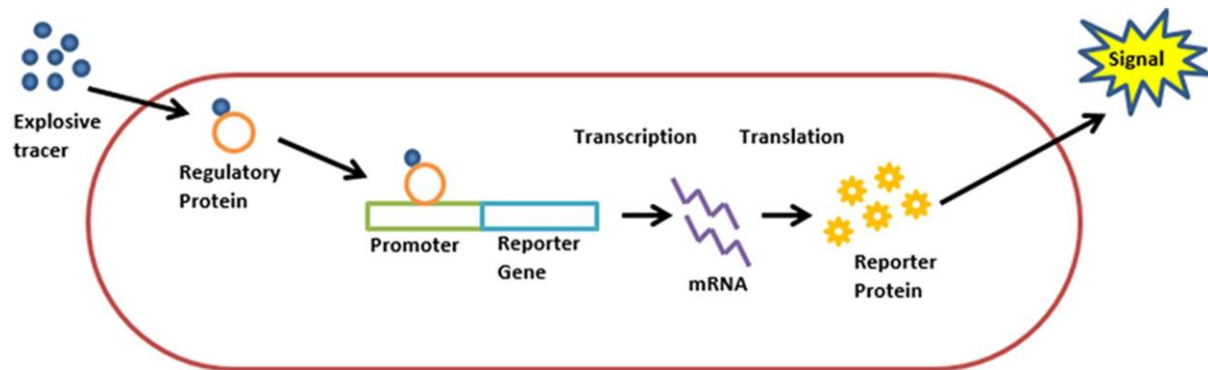 Signal
Explosive
tracer
Regulatory
Protein
Transcription
Translation
Promoter
Reporter
Gene
mRNA
Reporter
Protein